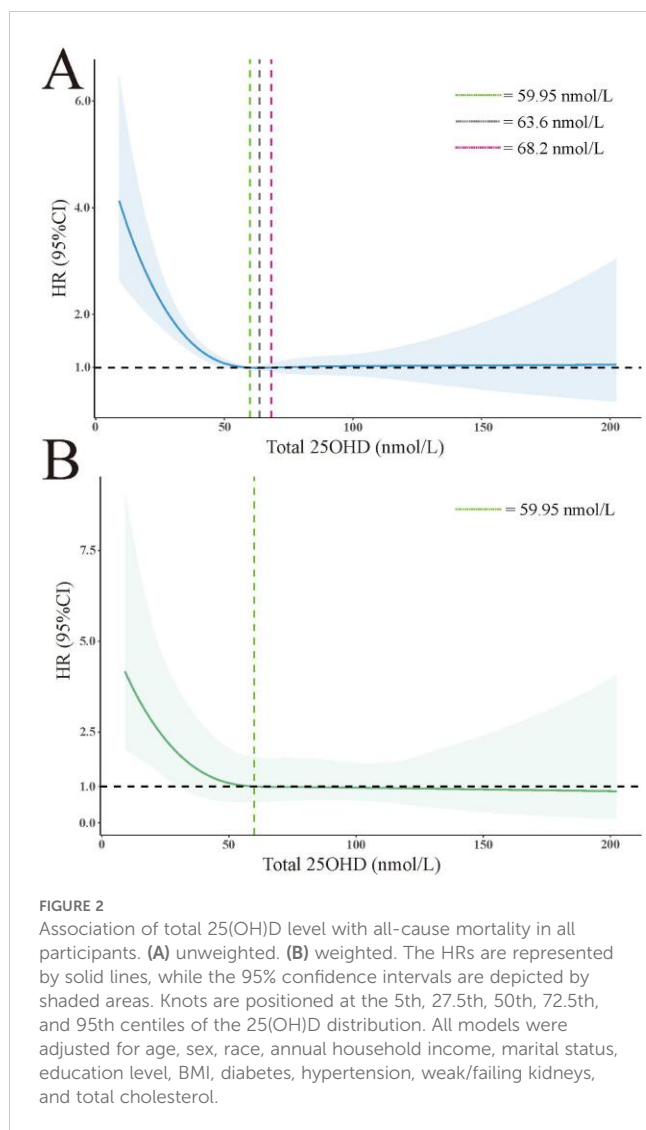 A
6.0
4.0
2.0
1.0
HR (95%CI)
= 59.95 nmol/L
= 63.6 nmol/L
= 68.2 nmol/L
0
50
100
150
200
Total 25OHD (nmol/L)
B
7.5
5.0
2.5
1.0
0.0
HR (95%CI)
= 59.95 nmol/L
0
50
100
150
200
Total 25OHD (nmol/L)
FIGURE 2
Association of total 25(OH)D level with all-cause mortality in all
participants. (A) unweighted. (B) weighted. The HRs are represented
by solid lines, while the 95% confidence intervals are depicted by
shaded areas. Knots are positioned at the 5th, 27.5th, 50th, 72.5th,
and 95th centiles of the 25(OH)D distribution. All models were
adjusted for age, sex, race, annual household income, marital status,
education level, BMI, diabetes, hypertension, weak/failing kidneys,
and total cholesterol.